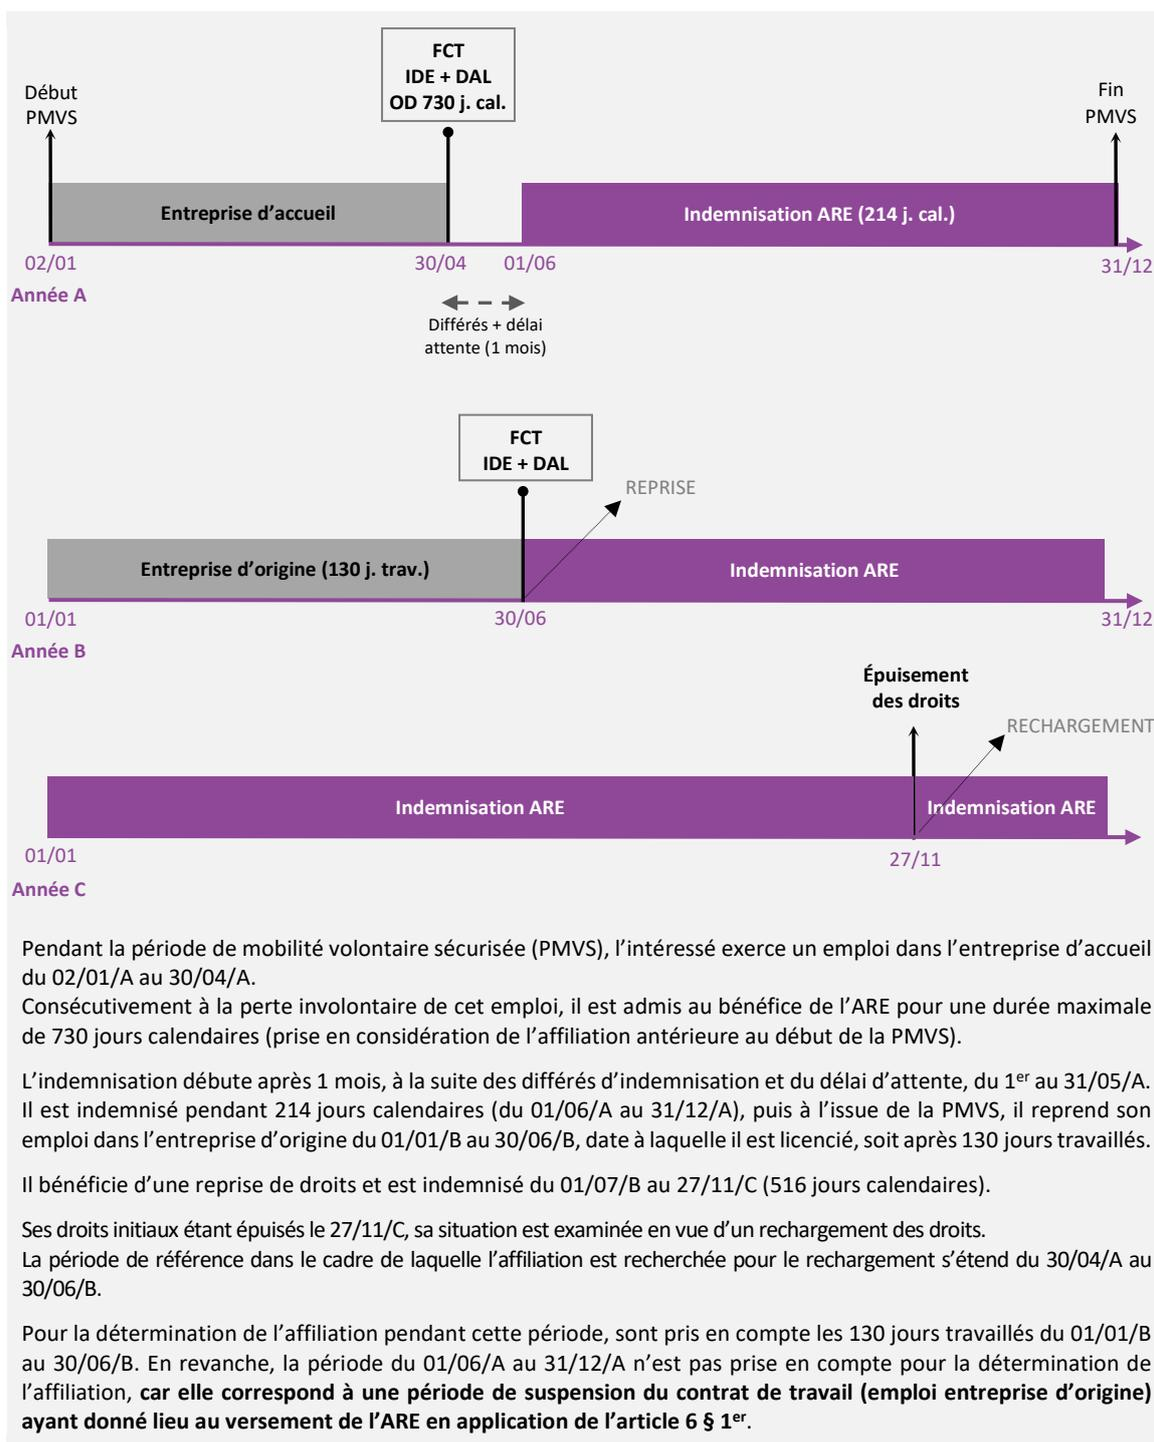 FCT
IDE + DAL
OD 730 j. cal.
Début
PMVS
Fin
PMVS
Entreprise d’accueil
Indemnisation ARE (214 j. cal.)
02/01
30/04
01/06
31/12
Année A
Différés + délai
attente (1 mois)
FCT
IDE + DAL
REPRISE
Entreprise d’origine (130 j. trav.)
Indemnisation ARE
01/01
30/06
31/12
Année B
Épuisement
des droits
RECHARGEMENT
Indemnisation ARE
Indemnisation ARE
01/01
27/11
Année C
Pendant la période de mobilité volontaire sécurisée (PMVS), l’intéressé exerce un emploi dans l’entreprise d’accueil
du 02/01/A au 30/04/A.
Consécutivement à la perte involontaire de cet emploi, il est admis au bénéfice de l’ARE pour une durée maximale
de 730 jours calendaires (prise en considération de l’affiliation antérieure au début de la PMVS).
L’indemnisation débute après 1 mois, à la suite des différés d’indemnisation et du délai d’attente, du 1er au 31/05/A.
Il est indemnisé pendant 214 jours calendaires (du 01/06/A au 31/12/A), puis à l’issue de la PMVS, il reprend son
emploi dans l’entreprise d’origine du 01/01/B au 30/06/B, date à laquelle il est licencié, soit après 130 jours travaillés.
Il bénéficie d’une reprise de droits et est indemnisé du 01/07/B au 27/11/C (516 jours calendaires).
Ses droits initiaux étant épuisés le 27/11/C, sa situation est examinée en vue d’un rechargement des droits.
La période de référence dans le cadre de laquelle l’affiliation est recherchée pour le rechargement s’étend du 30/04/A au
30/06/B.
Pour la détermination de l’affiliation pendant cette période, sont pris en compte les 130 jours travaillés du 01/01/B
au 30/06/B. En revanche, la période du 01/06/A au 31/12/A n’est pas prise en compte pour la détermination de
l’affiliation, car elle correspond à une période de suspension du contrat de travail (emploi entreprise d’origine)
ayant donné lieu au versement de l’ARE en application de l’article 6 § 1er.